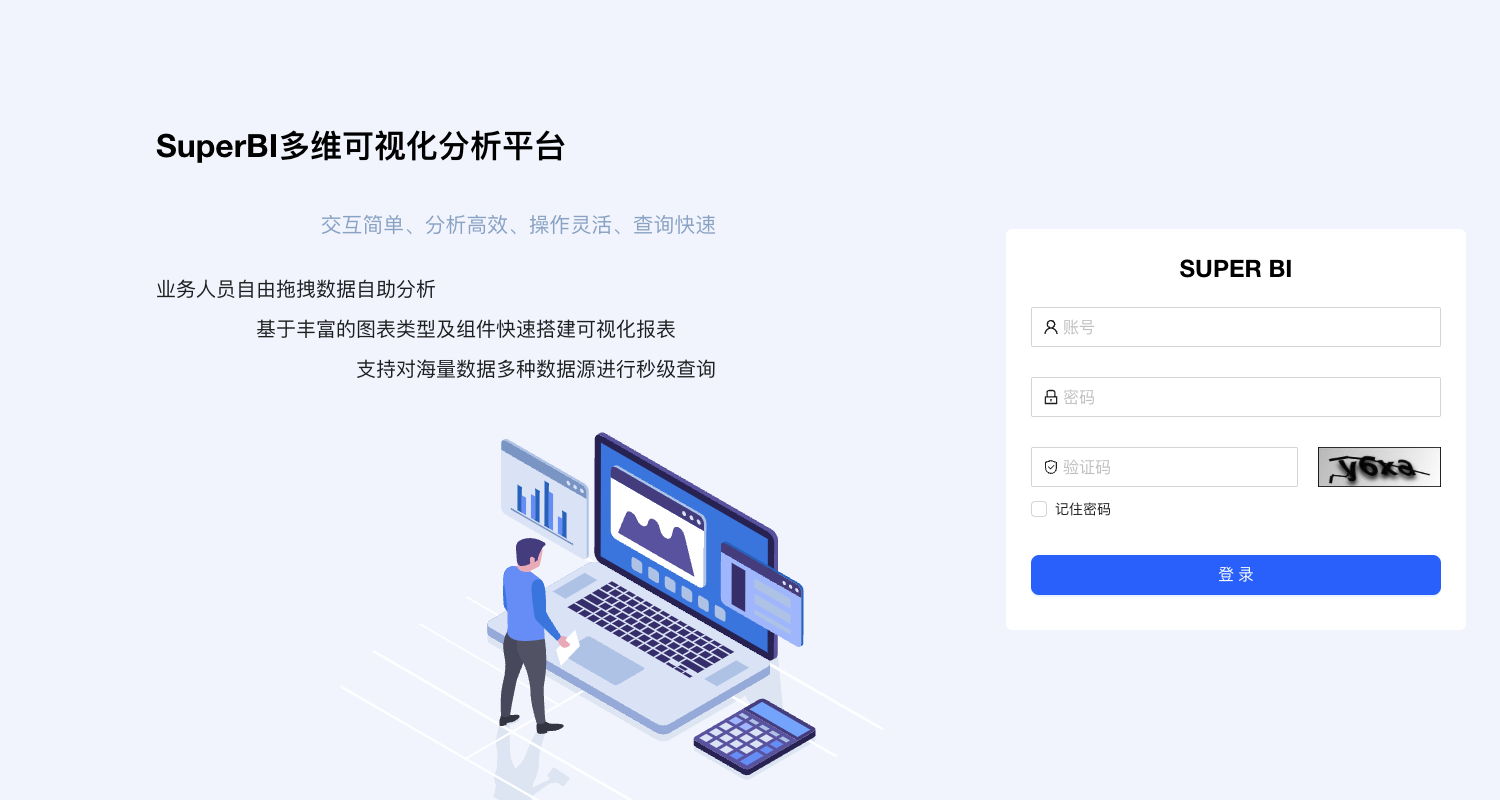 SuperBI多维可视化分析平台
交互简单、分析高效、操作灵活、查询快速
业务人员自由拖拽数据自助分析
基于丰富的图表类型及组件快速搭建可视化报表
支持对海量数据多种数据源进行秒级查询
SUPER BI
账号
密码
验证码
y6xa
记住密码
登 录